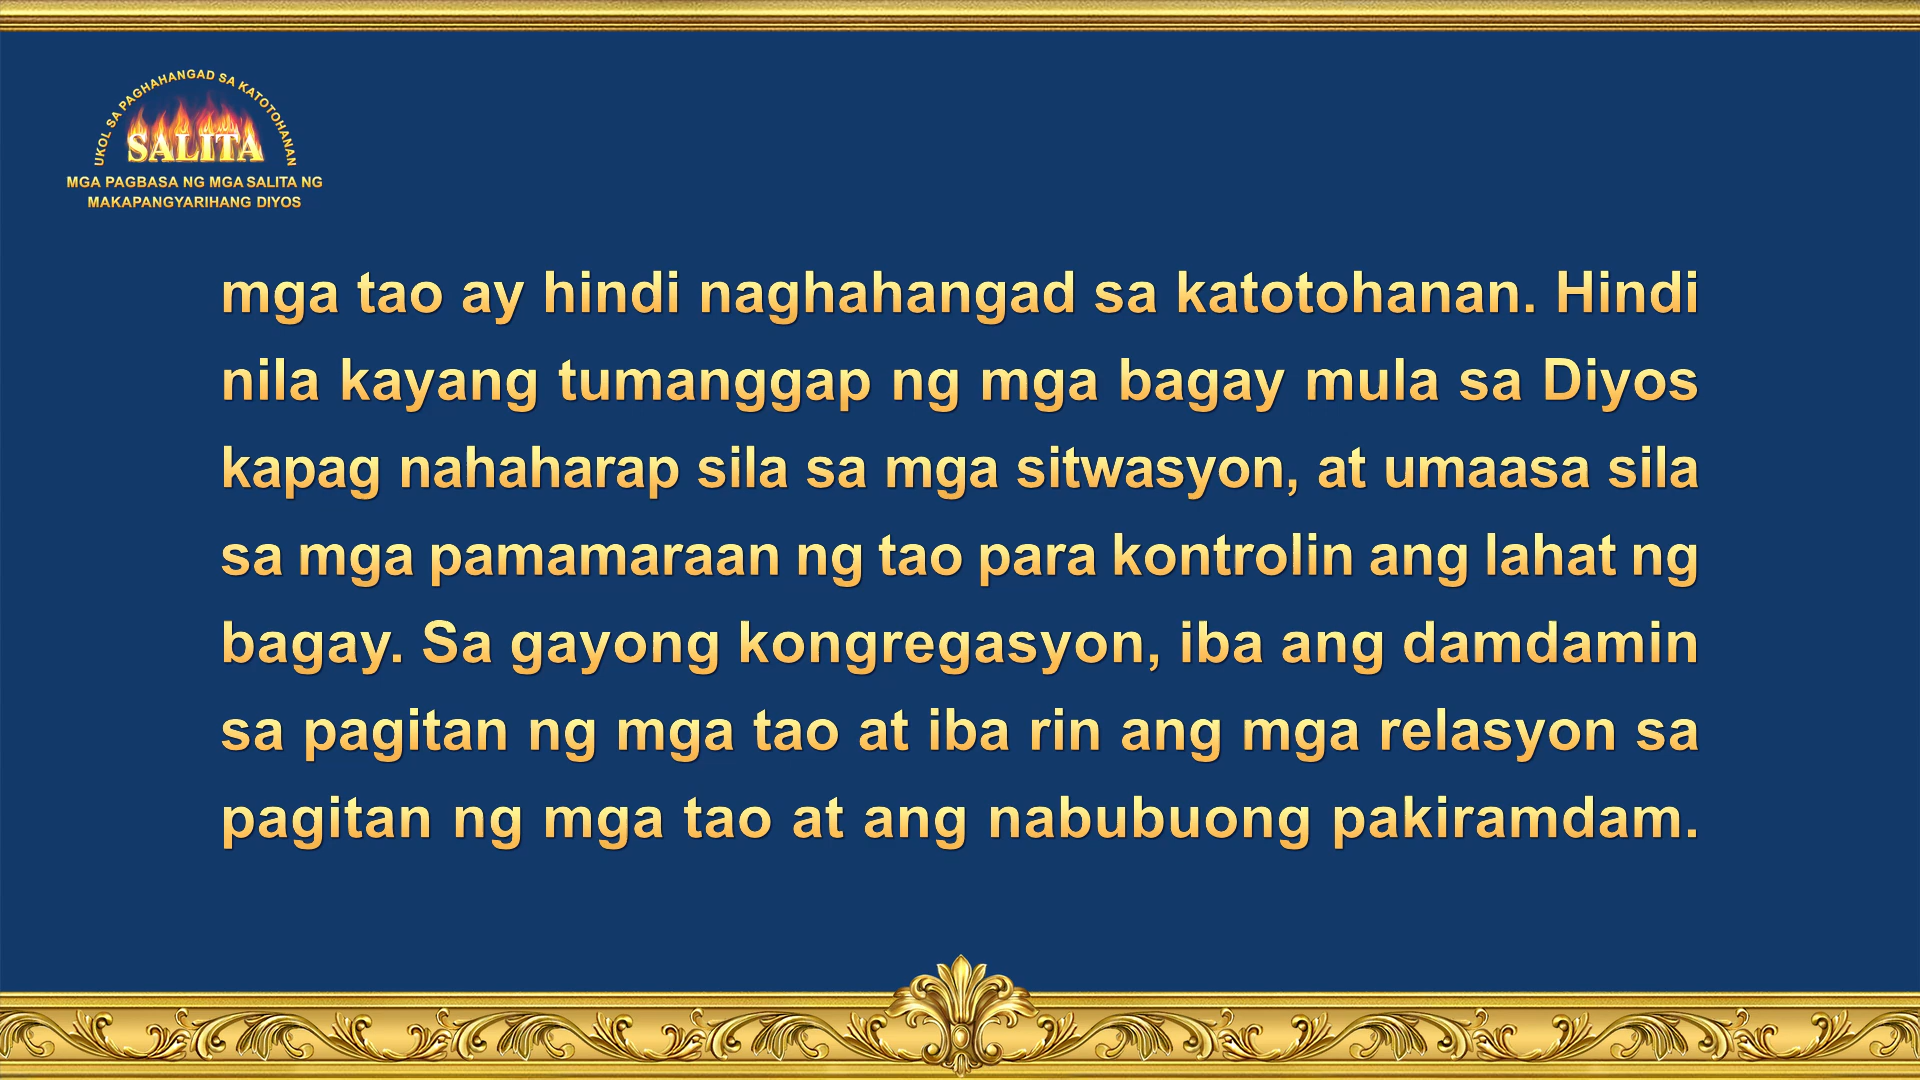 UKOL SA PAGHAHANGAD SA KATOTOHANAN
SALITA
MGA PAGBASA NG MGA SALITA NG
MAKAPANGYARIHANG DIYOS
mga tao ay hindi naghahangad sa katotohanan. Hindi
nila kayang tumanggap ng mga bagay mula sa Diyos
kapag nahaharap sila sa mga sitwasyon, at umaasa sila
sa mga pamamaraan ng tao para kontrolin ang lahat ng
bagay. Sa gayong kongregasyon, iba ang damdamin
sa pagitan ng mga tao at iba rin ang mga relasyon sa
pagitan ng mga tao at ang nabubuong pakiramdam.